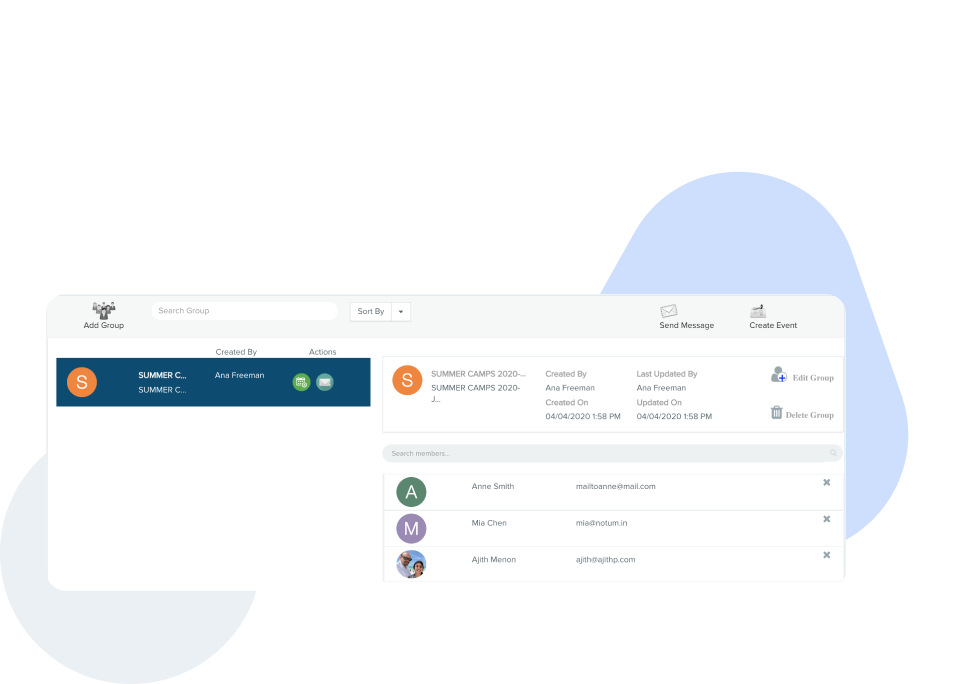 Add Group
Search Group
Sort By
Send Message
Create Event
Created By
Actions
S
SUMMER C...
SUMMER C...
Ana Freeman
S
SUMMER CAMPS 2020-...
SUMMER CAMPS 2020-
J...
Created By
Ana Freeman
Created On
04/04/2020 1:58 PM
Last Updated By
Ana Freeman
Updated On
04/04/2020 1:58 PM
Edit Group
Delete Group
Search members...
A
Anne Smith
mailtoanne@mail.com
M
Mia Chen
mia@notum.in
Ajith Menon
ajith@ajithp.com